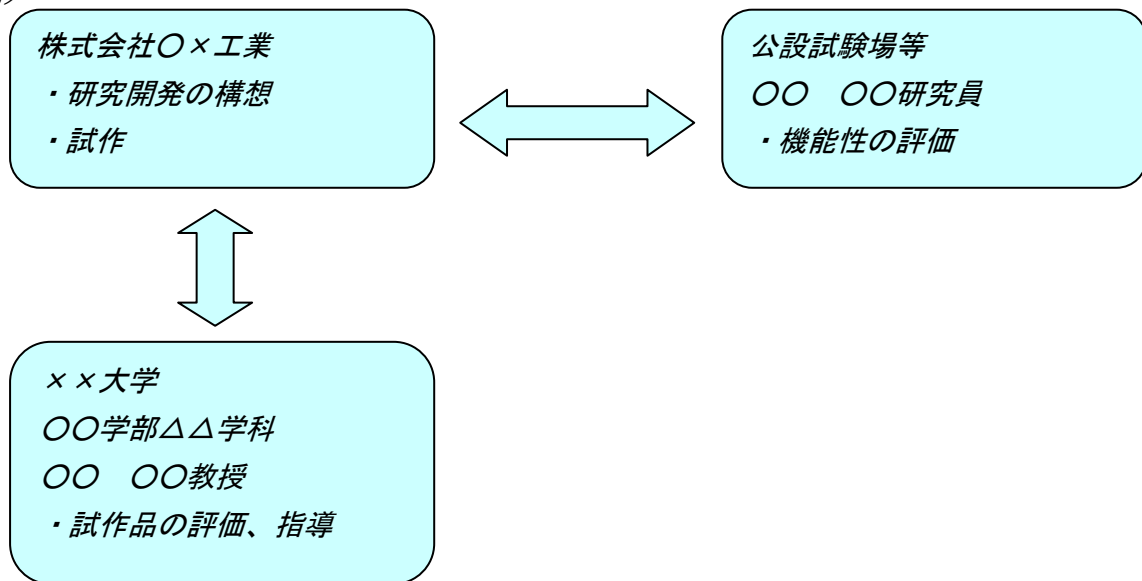 株式会社〇×工業
・研究開発の構想
・試作
公設試験場等
〇〇　〇〇研究員
・機能性の評価
××大学
〇〇学部△△学科
〇〇　〇〇教授
・試作品の評価、指導